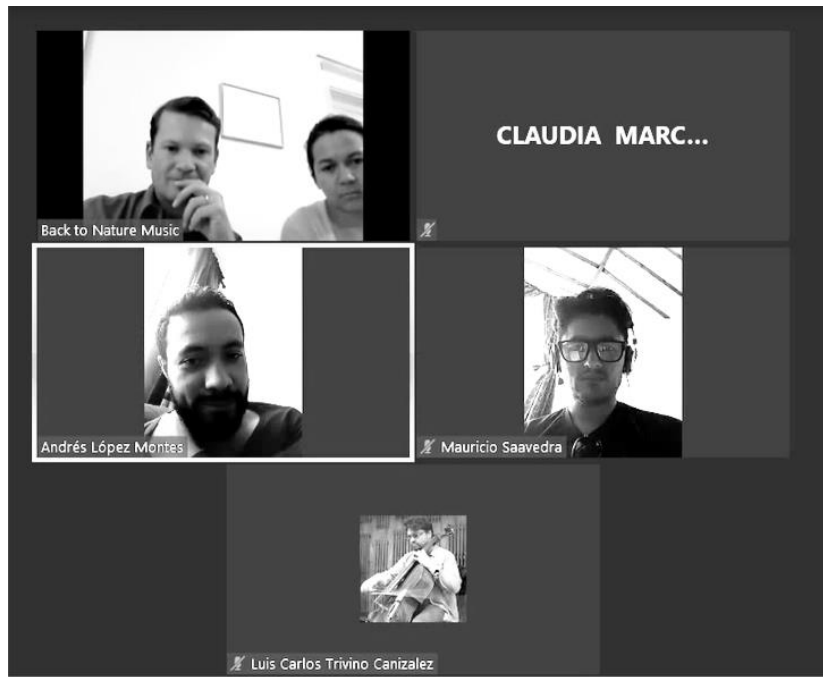 Back to Nature Music
CLAUDIA MARC...
Andrés López Montes
Mauricio Saavedra
Luis Carlos Trivino Canizalez